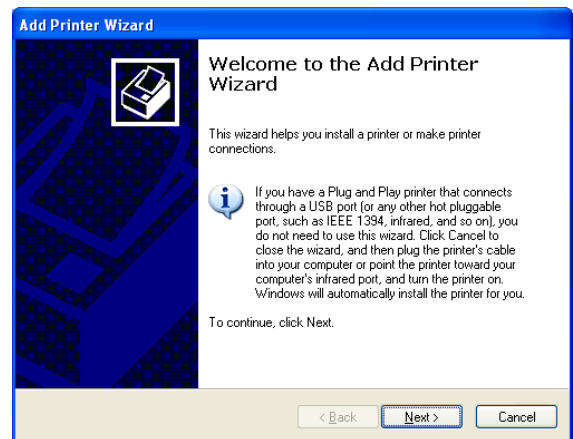 Add Printer Wizard
Welcome to the Add Printer
Wizard
This wizard helps you install a printer or make printer
connections.
If you have a Plug and Play printer that connects
through a USB port (or any other hot pluggable
port, such as IEEE 1394, infrared, and so on), you
do not need to use this wizard. Click Cancel to
close the wizard, and then plug the printer's cable
into your computer or point the printer toward your
computer's infrared port, and turn the printer on.
Windows will automatically install the printer for you.
To continue, click Next.
< Back Next > Cancel